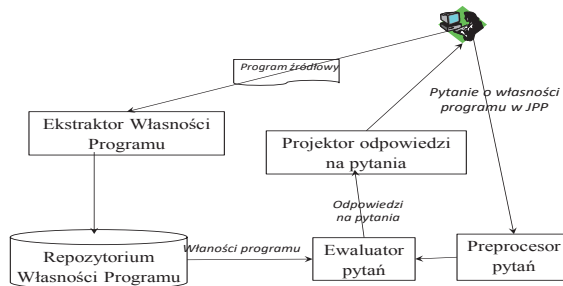 Program źródłowy
Pytanie o własności
programu w JPP
Ekstraktor Własności
Programu
Projektor odpowiedzi
na pytania
Odpowiedzi
na pytania
Repozytorium
Własności Programu
Właności programu
Ewaluator
pytań
Preprocesor
pytań